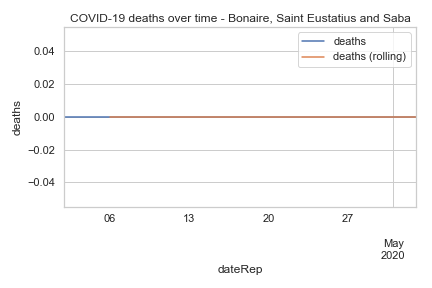 COVID-19 deaths over time - Bonaire, Saint Eustatius and Saba
deaths
deaths (rolling)
0.04
0.02
0.00
−0.02
−0.04
deaths
06
13
20
27
May
2020
dateRep